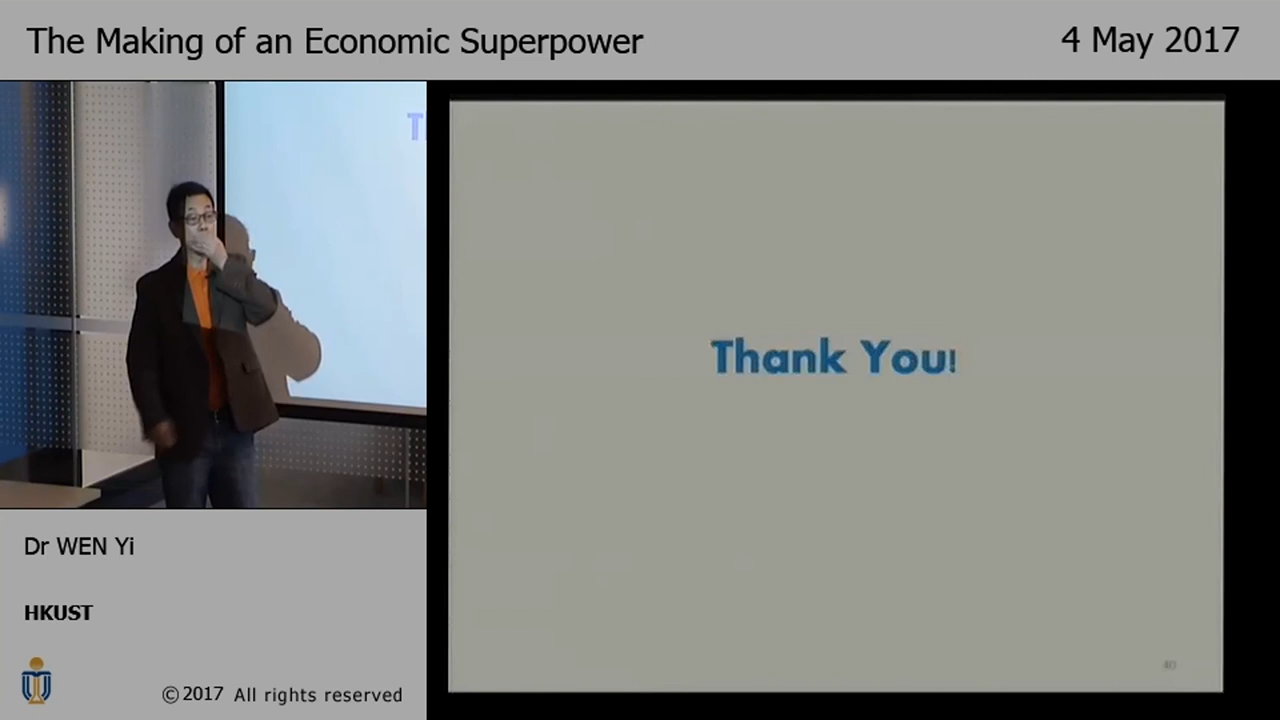 The Making of an Economic Superpower
4 May 2017
T
Thank You!
Dr WEN Yi
HKUST
©2017 All rights reserved